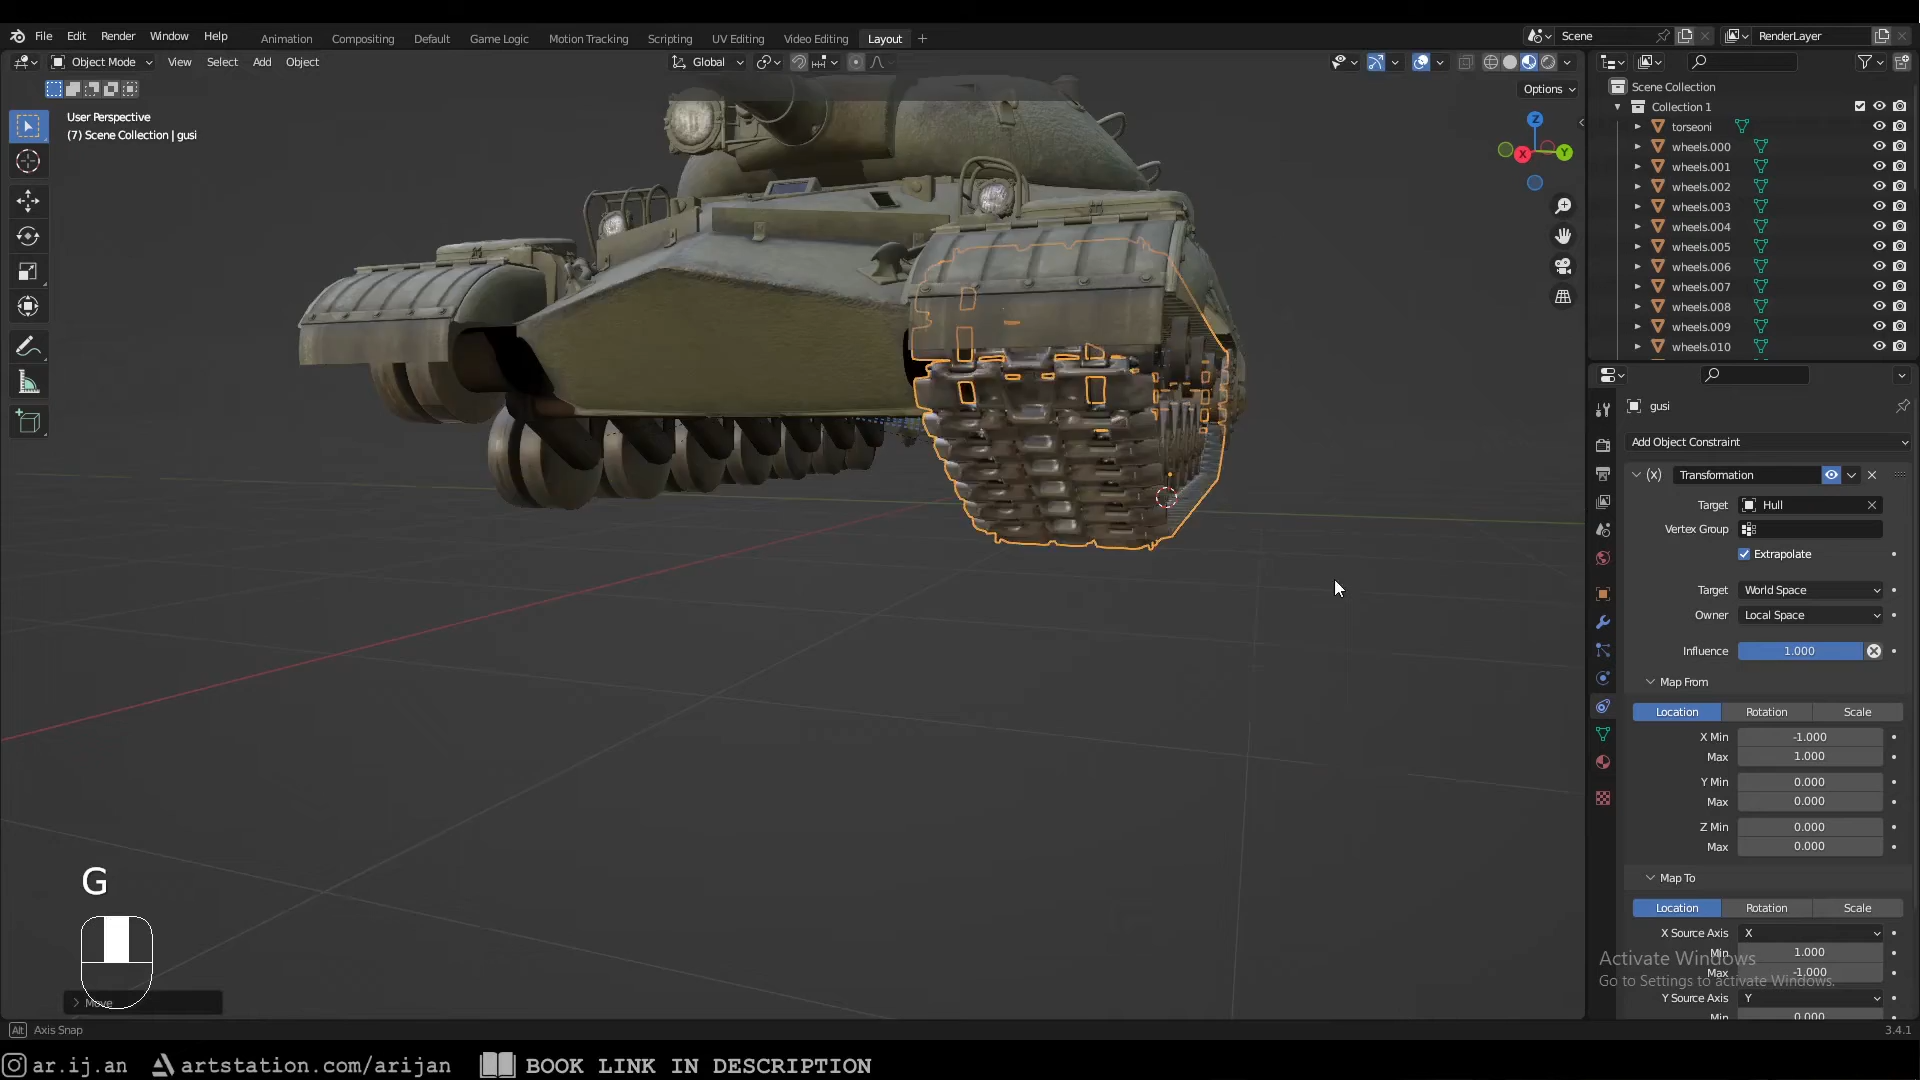 File Edit Render Window Help
Animation Compositing Default Game Logic Motion Tracking Scripting UV Editing Video Editing Layout +
Scene
RenderLayer
Object Mode View Select Add Object
Global
Options
User Perspective
(7) Scene Collection | gusi
Z
X
Y
Scene Collection
Collection 1
torseoni
wheels.000
wheels.001
wheels.002
wheels.003
wheels.004
wheels.005
wheels.006
wheels.007
wheels.008
wheels.009
wheels.010
gusi
Add Object Constraint
(x) Transformation
Target Hull
Vertex Group
Extrapolate
Target World Space
Owner Local Space
Influence 1.000
Map From
Location Rotation Scale
X Min -1.000
Max 1.000
Y Min 0.000
Max 0.000
Z Min 0.000
Max 0.000
Map To
Location Rotation Scale
X Source Axis X
Min 1.000
Max -1.000
Y Source Axis Y
Min 0.000
Activate Windows
Go to Settings to activate Windows.
G
Move
Alt Axis Snap
3.4.1
ar.ij.an artstation.com/arijan BOOK LINK IN DESCRIPTION